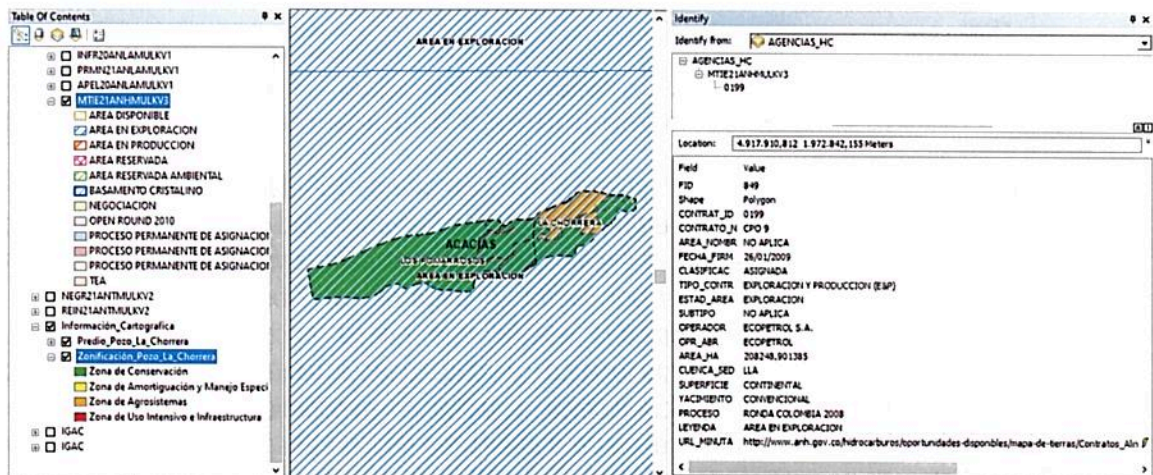 Table Of Contents
INFR20ANLAMULKV1
PRMN21ANLAMULKV1
APEL20ANLAMULKV1
MTIE21ANHMULKV3
AREA DISPONIBLE
AREA EN EXPLORACION
AREA EN PRODUCCION
AREA RESERVADA
AREA RESERVADA AMBIENTAL
BASAMENTO CRISTALINO
NEGOCIACION
OPEN ROUND 2010
PROCESO PERMANENTE DE ASIGNACION
PROCESO PERMANENTE DE ASIGNACION
PROCESO PERMANENTE DE ASIGNACION
TEA
NEGR21ANTMULKV2
REIN21ANTMULKV2
Información_Cartografica
Predio_Pozo_La_Chorrera
Zonificación_Pozo_La_Chorrera
Zona de Conservación
Zona de Amortiguación y Manejo Especi
Zona de Agrosistemas
Zona de Uso Intensivo e Infraestructura
IGAC
IGAC
AREA EN EXPLORACION
LA CHORRERA
ACACIAS
LOS POMARROSOS
AREA EN EXPLORACION
Identify
Identify from: AGENCIAS_HC
AGENCIAS_HC
MTIE21ANHMULKV3
0199
Location: 4.917.910,812 1.972.842,155 Meters
Field Value
FID 849
Shape Polygon
CONTRAT_ID 0199
CONTRATO_N CPO 9
AREA_NOMBR NO APLICA
FECHA_FIRM 26/01/2009
CLASIFICAC ASIGNADA
TIPO_CONTR EXPLORACION Y PRODUCCION (E&P)
ESTAD_AREA EXPLORACION
SUBTIPO NO APLICA
OPERADOR ECOPETROL S.A.
OPR_ABR ECOPETROL
AREA_HA 208248,901385
CUENCA_SED LLA
SUPERFICIE CONTINENTAL
YACIMIENTO CONVENCIONAL
PROCESO RONDA COLOMBIA 2008
LEYENDA AREA EN EXPLORACION
URL_MINUTA http://www.anh.gov.co/hidrocarburos/oportunidades-disponibles/mapa-de-tierras/Contratos_Aln